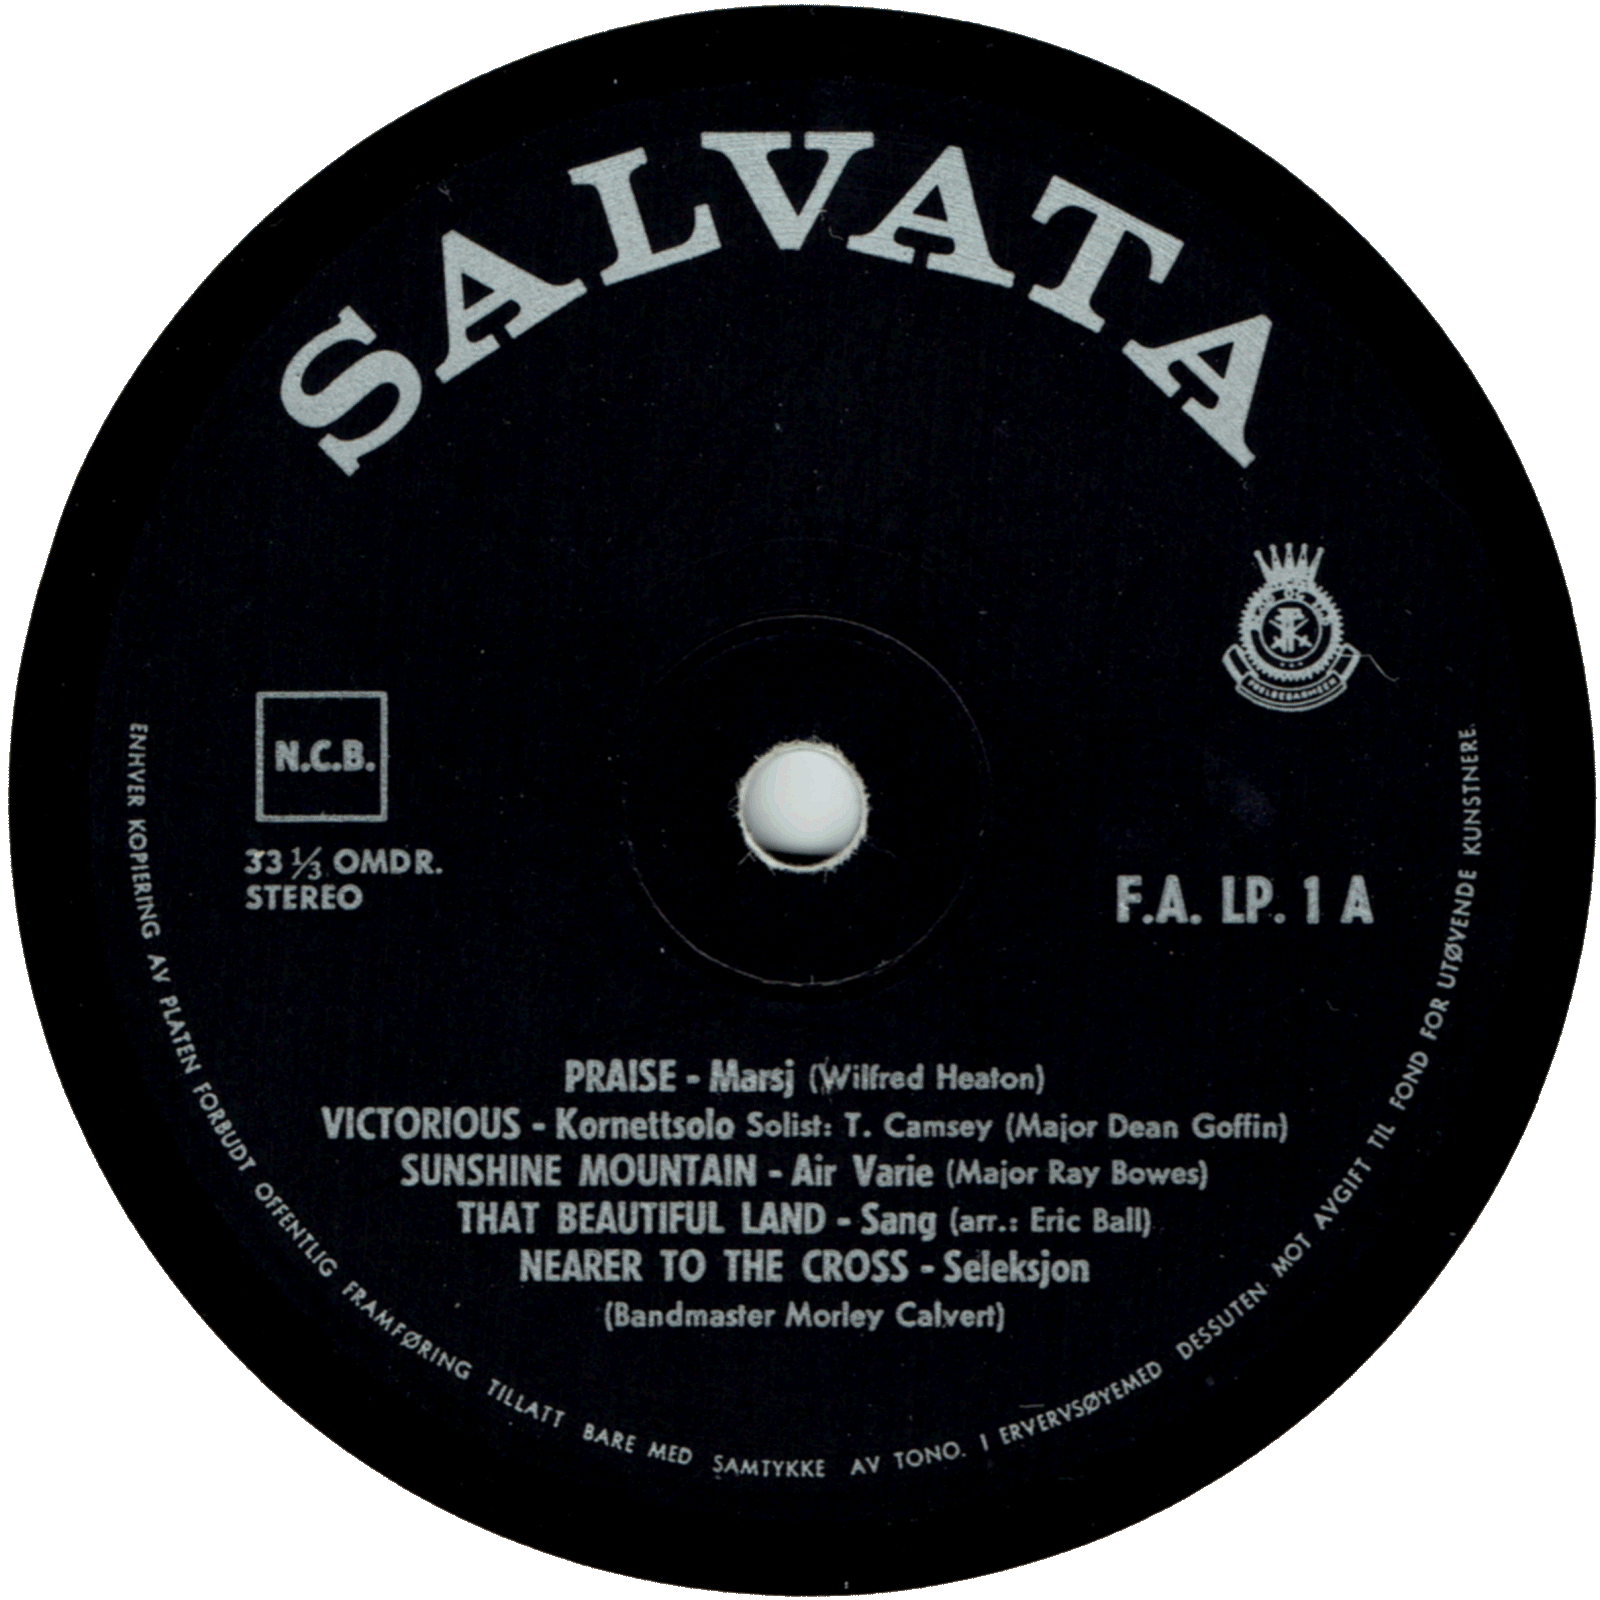 SALVATA
FRELSESARMEEN
N.C.B.
33 1/3 OMDR.
STEREO
F.A. LP. 1 A
PRAISE - Marsj (Wilfred Heaton)
VICTORIOUS - Kornettsolo Solist: T. Camsey (Major Dean Goffin)
SUNSHINE MOUNTAIN - Air Varie (Major Ray Bowes)
THAT BEAUTIFUL LAND - Sang (arr.: Eric Ball)
NEARER TO THE CROSS - Seleksjon
(Bandmaster Morley Calvert)
ENHVER KOPIERING AV PLATEN FORBUDT OFFENTLIG FRAMFØRING TILLATT BARE MED SAMTYKKE AV TONO. I ERVERVSØYEMED DESSUTEN MOT AVGIFT TIL FOND FOR UTØVENDE KUNSTNERE.